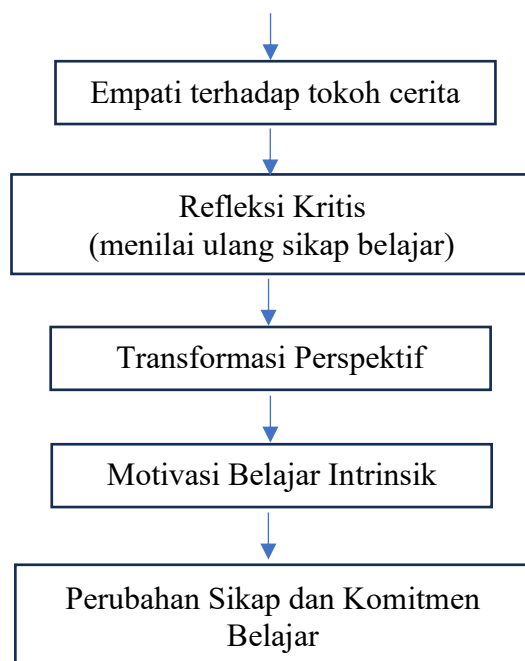 Empati terhadap tokoh cerita
Refleksi Kritis
(menilai ulang sikap belajar)
Transformasi Perspektif
Motivasi Belajar Intrinsik
Perubahan Sikap dan Komitmen
Belajar